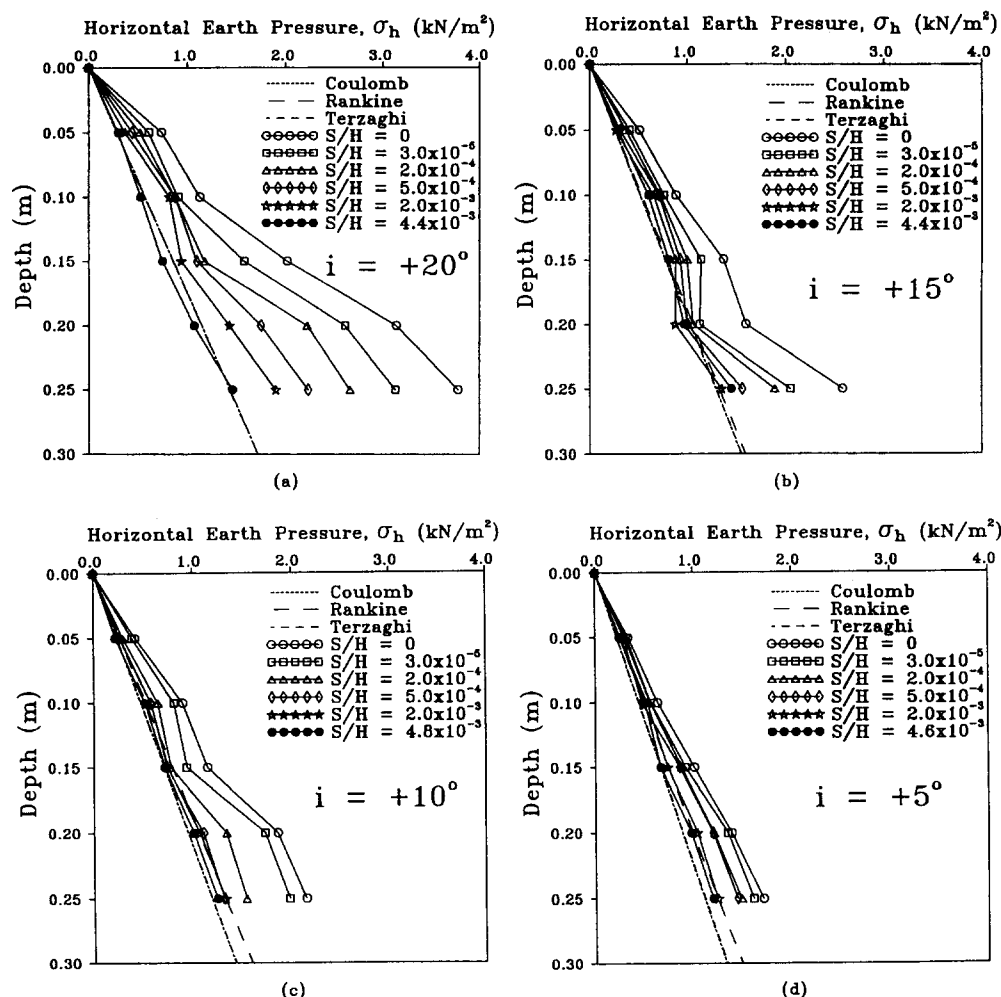 Horizontal Earth Pressure, σh (kN/m²)
0.0 1.0 2.0 3.0 4.0
0.00
0.05
0.10
0.15
0.20
0.25
0.30
Depth (m)
Coulomb
Rankine
Terzaghi
S/H = 0
S/H = 3.0x10⁻⁵
S/H = 2.0x10⁻⁴
S/H = 5.0x10⁻⁴
S/H = 2.0x10⁻³
S/H = 4.4x10⁻³
i = +20°
(a)
Horizontal Earth Pressure, σh (kN/m²)
0.0 1.0 2.0 3.0 4.0
0.00
0.05
0.10
0.15
0.20
0.25
0.30
Depth (m)
Coulomb
Rankine
Terzaghi
S/H = 0
S/H = 3.0x10⁻⁵
S/H = 2.0x10⁻⁴
S/H = 5.0x10⁻⁴
S/H = 2.0x10⁻³
S/H = 4.4x10⁻³
i = +15°
(b)
Horizontal Earth Pressure, σh (kN/m²)
0.0 1.0 2.0 3.0 4.0
0.00
0.05
0.10
0.15
0.20
0.25
0.30
Depth (m)
Coulomb
Rankine
Terzaghi
S/H = 0
S/H = 3.0x10⁻⁵
S/H = 2.0x10⁻⁴
S/H = 5.0x10⁻⁴
S/H = 2.0x10⁻³
S/H = 4.8x10⁻³
i = +10°
(c)
Horizontal Earth Pressure, σh (kN/m²)
0.0 1.0 2.0 3.0 4.0
0.00
0.05
0.10
0.15
0.20
0.25
0.30
Depth (m)
Coulomb
Rankine
Terzaghi
S/H = 0
S/H = 3.0x10⁻⁵
S/H = 2.0x10⁻⁴
S/H = 5.0x10⁻⁴
S/H = 2.0x10⁻³
S/H = 4.6x10⁻³
i = +5°
(d)